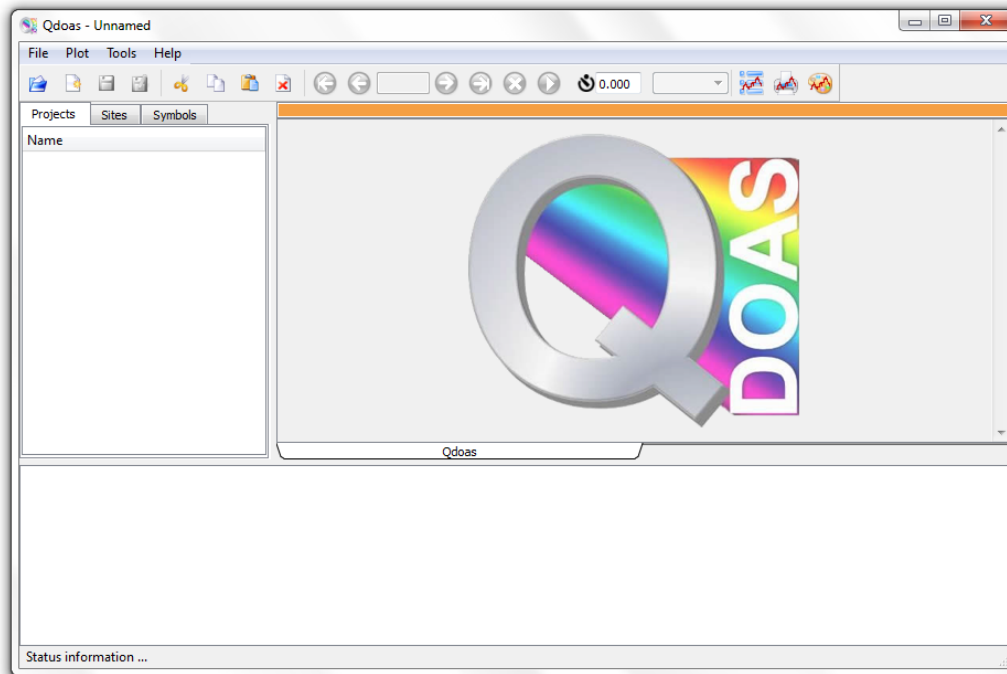 Qdoas - Unnamed
File Plot Tools Help
0.000
Projects Sites Symbols
Name
DOAS
Qdoas
Status information ...